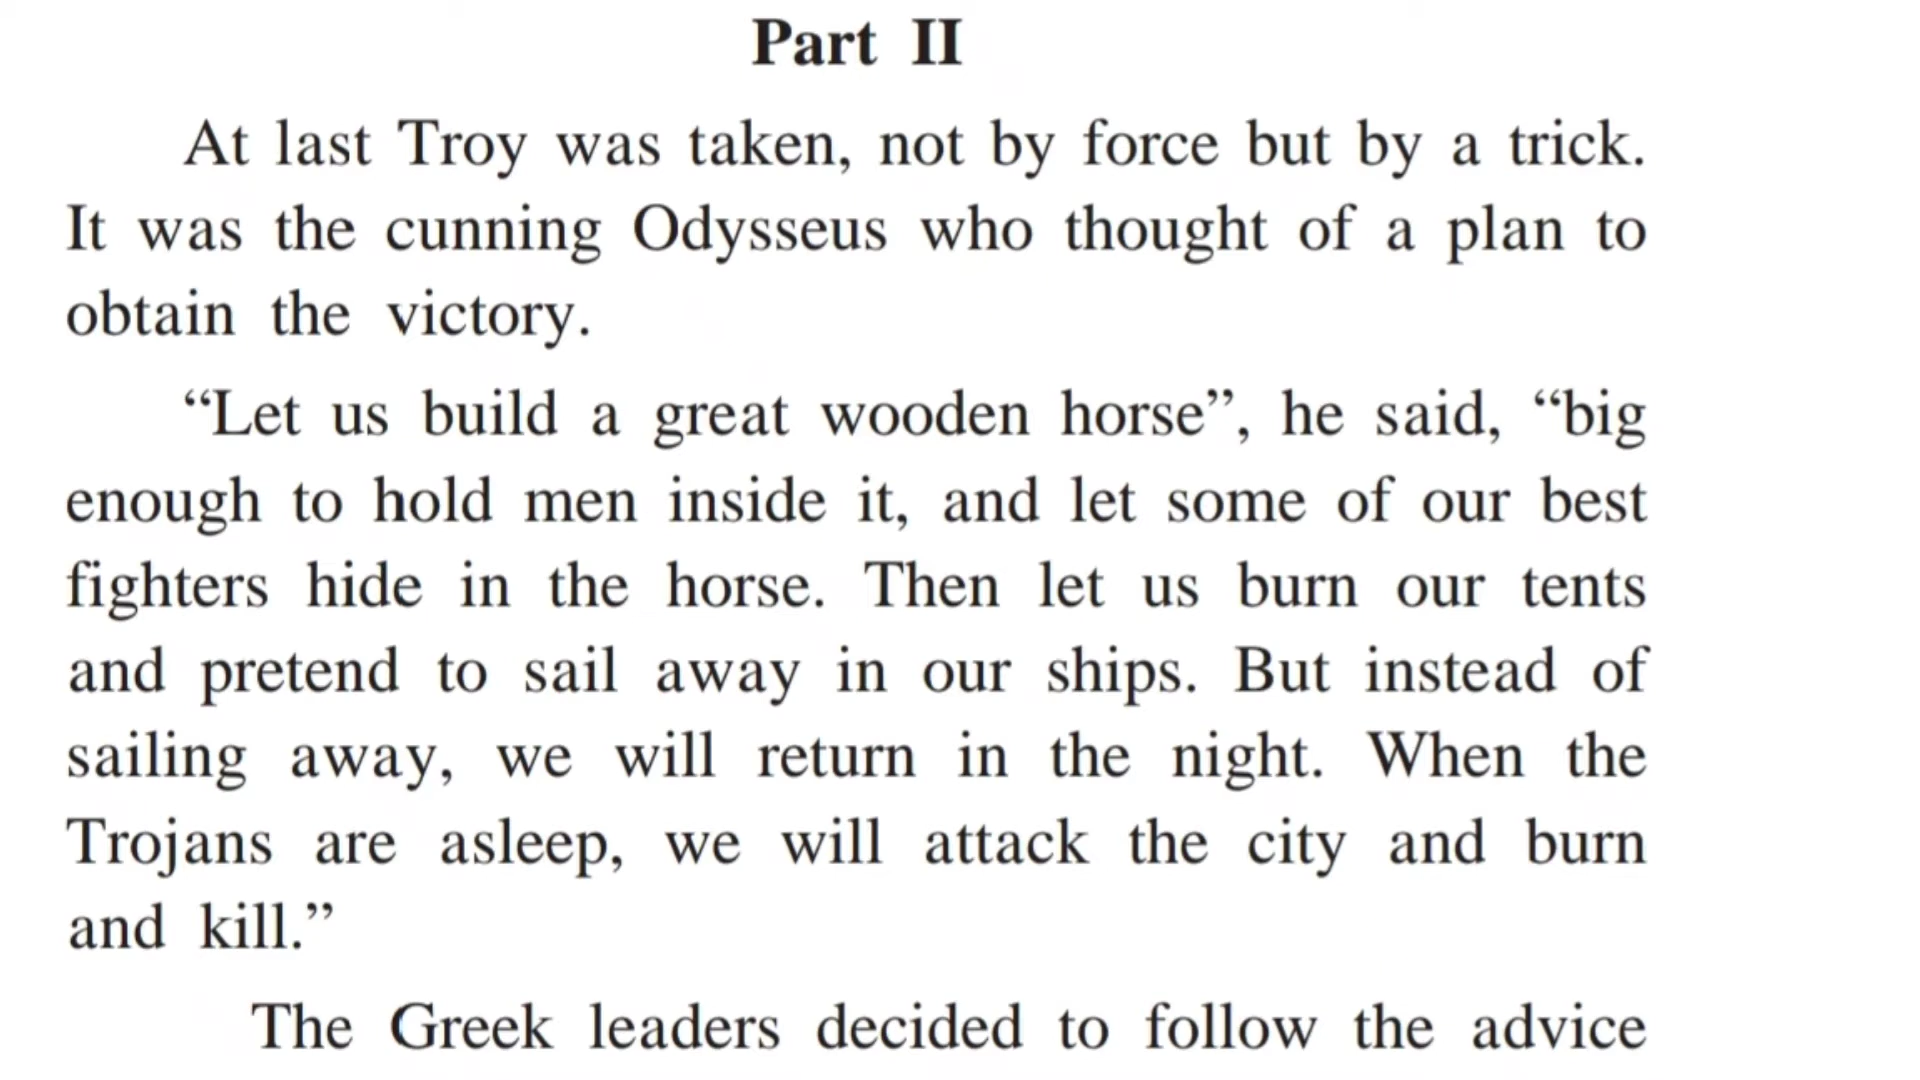 Part II
At last Troy was taken, not by force but by a trick.
It was the cunning Odysseus who thought of a plan to
obtain the victory.
“Let us build a great wooden horse”, he said, “big
enough to hold men inside it, and let some of our best
fighters hide in the horse. Then let us burn our tents
and pretend to sail away in our ships. But instead of
sailing away, we will return in the night. When the
Trojans are asleep, we will attack the city and burn
and kill.”
The Greek leaders decided to follow the advice